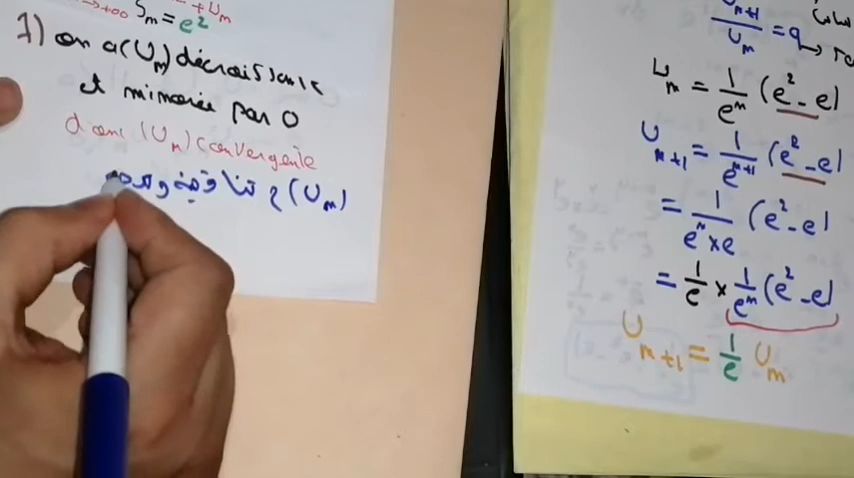 →+∞ S_n = e²
1) on a (U_n) décroissante
et minorée par 0
donc (U_n) convergente
(U_n) م تناقصية و
U_{n+1}/U_n = q
U_n = 1/e^n (e² - e)
U_{n+1} = 1/e^{n+1} (e² - e)
= 1/(e^n × e) (e² - e)
= 1/e × 1/e^n (e² - e)
U_{n+1} = 1/e U_n